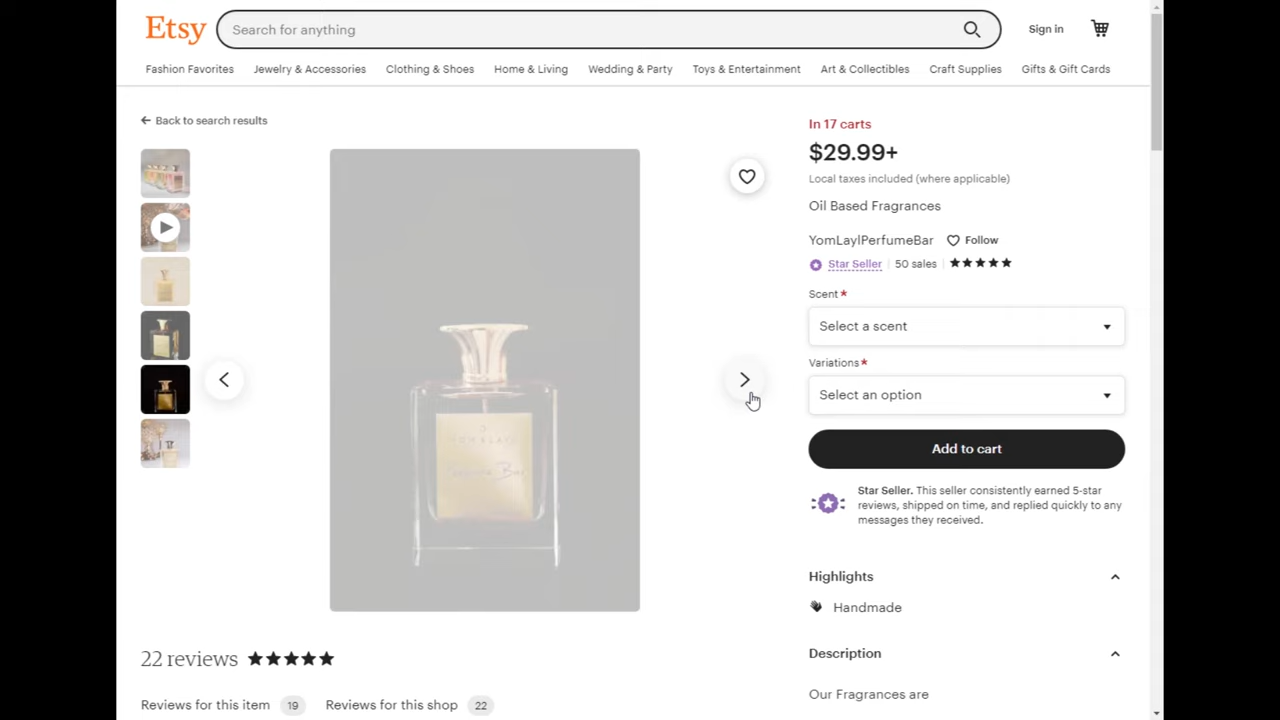 Etsy
Search for anything
Sign in
Fashion Favorites
Jewelry & Accessories
Clothing & Shoes
Home & Living
Wedding & Party
Toys & Entertainment
Art & Collectibles
Craft Supplies
Gifts & Gift Cards
Back to search results
In 17 carts
$29.99+
Local taxes included (where applicable)
Oil Based Fragrances
YomLaylPerfumeBar
Follow
Star Seller
50 sales
Scent*
Select a scent
Variations*
Select an option
Add to cart
Star Seller. This seller consistently earned 5-star
reviews, shipped on time, and replied quickly to any
messages they received.
Highlights
Handmade
Description
Our Fragrances are
22 reviews
Reviews for this item 19
Reviews for this shop 22